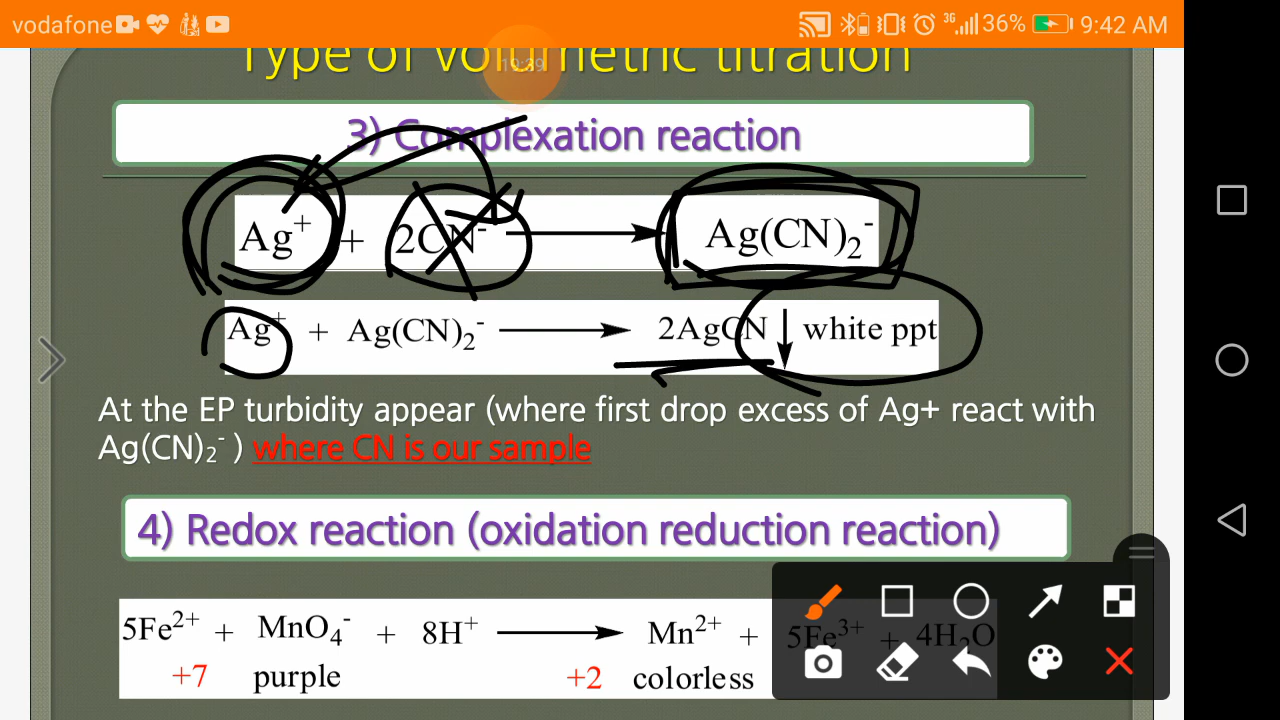 vodafone 3G 36% 9:42 AM
Type of volumetric titration
19:39
3) Complexation reaction
Ag⁺ + 2CN⁻ ⟶ Ag(CN)₂⁻
Ag⁺ + Ag(CN)₂⁻ ⟶ 2AgCN ↓ white ppt
At the EP turbidity appear (where first drop excess of Ag+ react with
Ag(CN)₂⁻ ) where CN is our sample
4) Redox reaction (oxidation reduction reaction)
5Fe²⁺ + MnO₄⁻ + 8H⁺ ⟶ Mn²⁺ + 5Fe³⁺ + 4H₂O
+7 purple +2 colorless